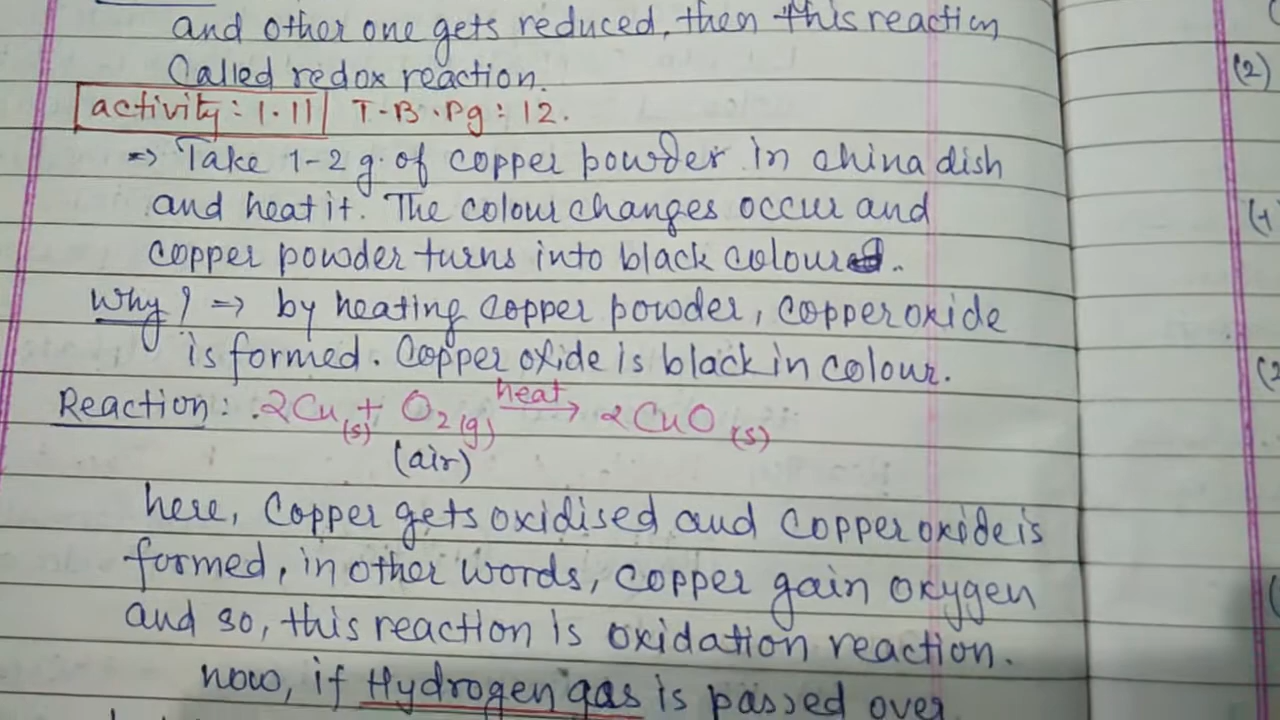 and other one gets reduced, then this reaction
Called redox reaction.
activity: 1.11 T.B.Pg: 12.
=> Take 1-2 g. of copper powder in china dish
and heat it. The colour changes occur and
copper powder turns into black colour.
Why? => by heating copper powder, copper oxide
is formed. Copper oxide is black in colour.
Reaction: 2Cu(s) + O2(g) heat→ 2CuO(s)
(air)
here, Copper gets oxidised and copper oxide is
formed, in other words, copper gain oxygen
and so, this reaction is oxidation reaction.
now, if Hydrogen gas is passed over
(2)
(1
(2